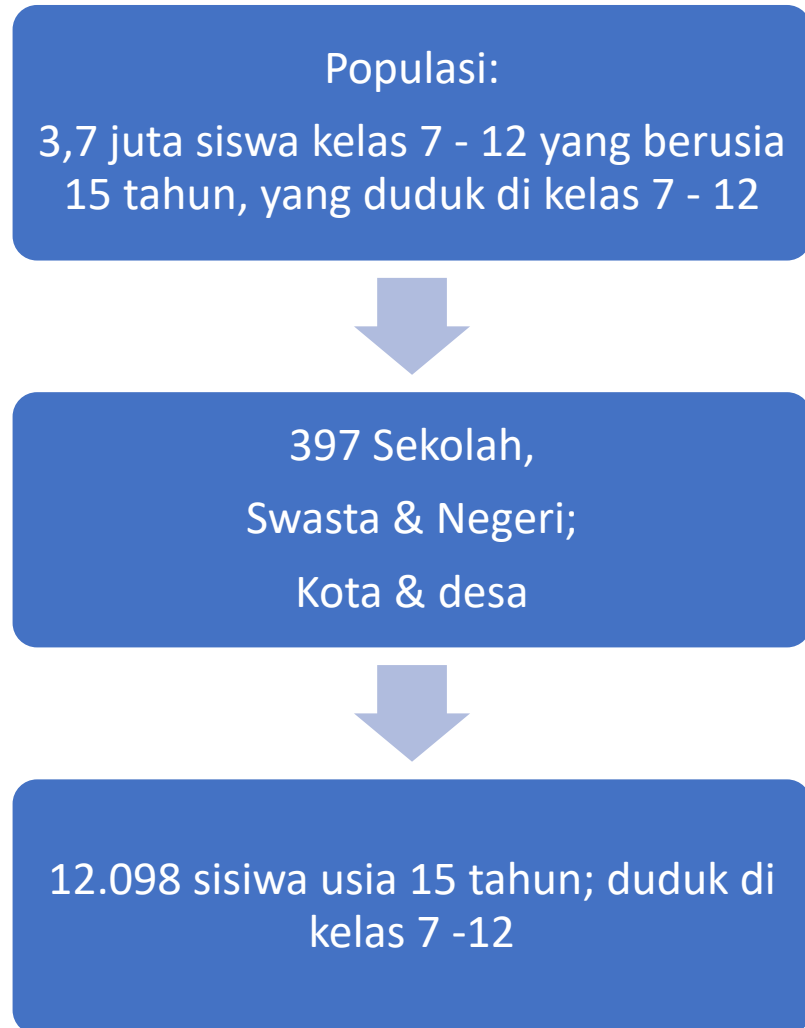 Populasi:
3,7 juta siswa kelas 7 - 12 yang berusia
15 tahun, yang duduk di kelas 7 - 12
397 Sekolah,
Swasta & Negeri;
Kota & desa
12.098 sisiwa usia 15 tahun; duduk di
kelas 7 -12